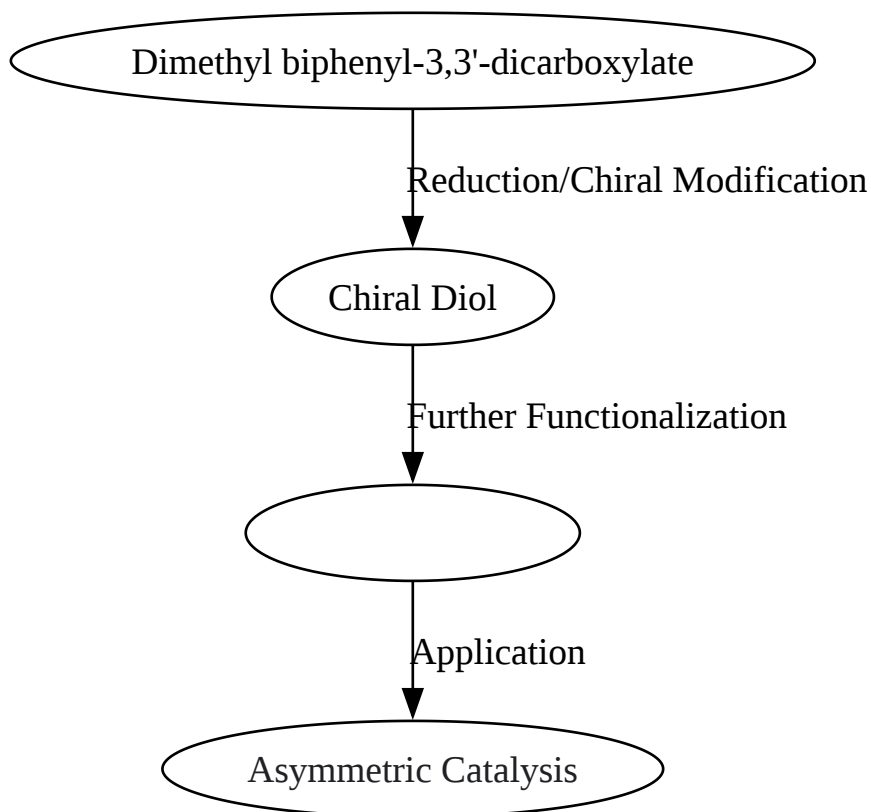 Dimethyl biphenyl-3,3'-dicarboxylate
Reduction/Chiral Modification
Chiral Diol
Further Functionalization
Application
Asymmetric Catalysis